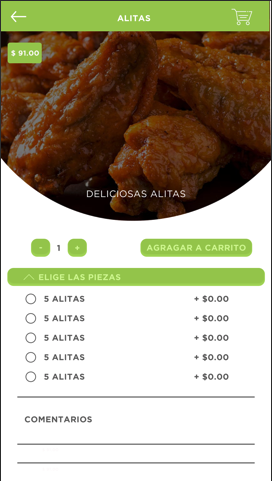 ALITAS
$ 91.00
DELICIOSAS ALITAS
- 1 + AGRAGAR A CARRITO
ELIGE LAS PIEZAS
5 ALITAS + $0.00
5 ALITAS + $0.00
5 ALITAS + $0.00
5 ALITAS + $0.00
5 ALITAS + $0.00
COMENTARIOS